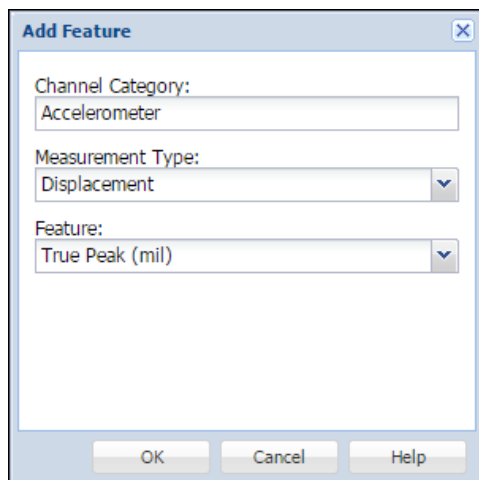 Add Feature
Channel Category:
Accelerometer
Measurement Type:
Displacement
Feature:
True Peak (mil)
OK Cancel Help